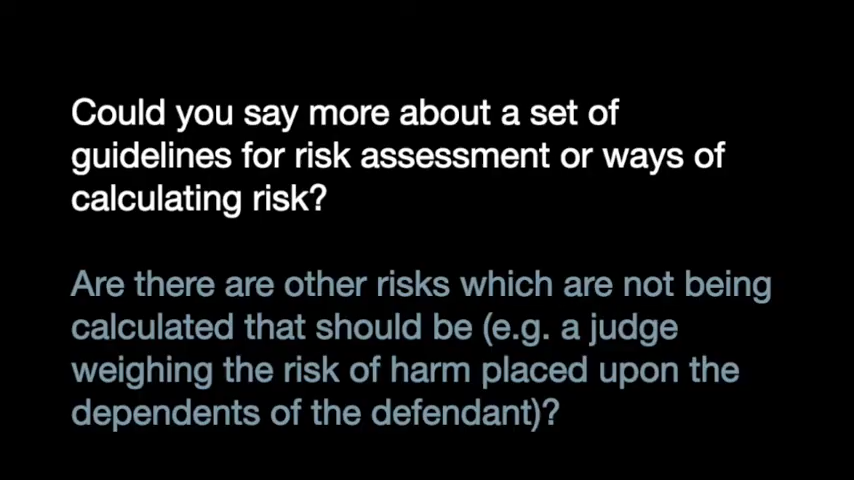 Could you say more about a set of
guidelines for risk assessment or ways of
calculating risk?
Are there are other risks which are not being
calculated that should be (e.g. a judge
weighing the risk of harm placed upon the
dependents of the defendant)?